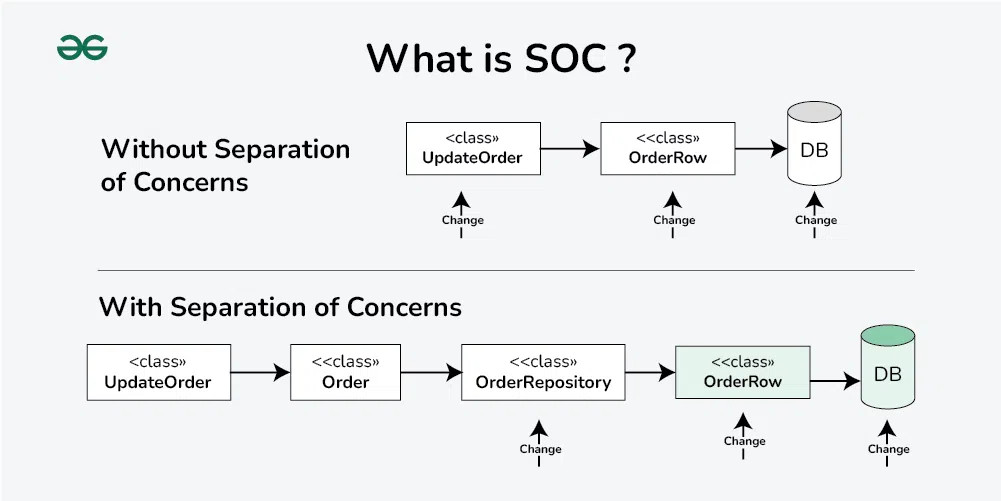 What is SOC ?
Without Separation
of Concerns
<class»
UpdateOrder
<<class»
OrderRow
DB
Change
Change
Change
With Separation of Concerns
<class»
UpdateOrder
<<class»
Order
<<class»
OrderRepository
<<class»
OrderRow
DB
Change
Change
Change